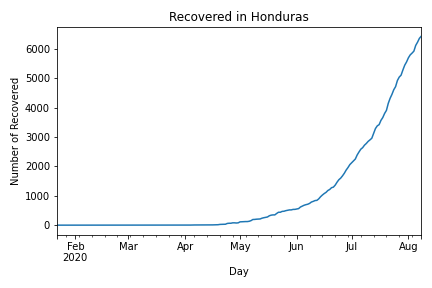 Recovered in Honduras
Number of Recovered
6000
5000
4000
3000
2000
1000
0
Feb
2020
Mar
Apr
May
Jun
Jul
Aug
Day